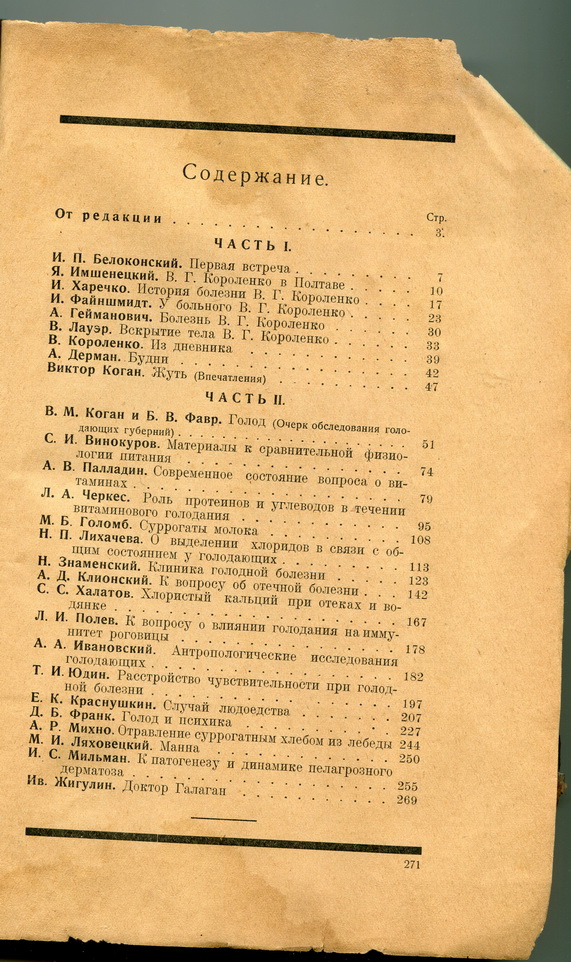 Содержание.
Стр.
От редакции . . . . . . . . . . . . . . . 3.
ЧАСТЬ I.
И. П. Белоконский. Первая встреча . . . . . . . 7
Я. Имшенецкий. В. Г. Короленко в Полтаве . . . . 10
И. Харечко. История болезни В. Г. Короленко . . . 17
И. Файншмидт. У больного В. Г. Короленко . . . . 23
А. Гейманович. Болезнь В. Г. Короленко . . . . . 30
В. Лауэр. Вскрытие тела В. Г. Короленко . . . . . 33
В. Короленко. Из дневника . . . . . . . . . 39
А. Дерман. Будни . . . . . . . . . . . . 42
Виктор Коган. Жуть (Впечатления) . . . . . . . 47
ЧАСТЬ II.
В. М. Коган и Б. В. Фавр. Голод (Очерк обследования голо-
дающих губерний) . . . . . . . . . . . . 51
С. И. Винокуров. Материалы к сравнительной физио-
логии питания . . . . . . . . . . . . 74
А. В. Палладин. Современное состояние вопроса о ви-
таминах . . . . . . . . . . . . . . 79
Л. А. Черкес. Роль протеинов и углеводов в течении
витаминового голодания . . . . . . . . . 95
М. Б. Голомб. Суррогаты молока . . . . . . . . 108
Н. П. Лихачева. О выделении хлоридов в связи с об-
щим состоянием у голодающих . . . . . . . 113
Н. Знаменский. Клиника голодной болезни . . . . . 123
А. Д. Клионский. К вопросу об отечной болезни . . . . 142
С. С. Халатов. Хлористый кальций при отеках и во-
дянке . . . . . . . . . . . . . . . 167
Л. И. Полев. К вопросу о влиянии голодания на имму-
нитет роговицы . . . . . . . . . . . . 178
А. А. Ивановский. Антропологические исследования
голодающих . . . . . . . . . . . . . 182
Т. И. Юдин. Расстройство чувствительности при голод-
ной болезни . . . . . . . . . . . . . 197
Е. К. Краснушкин. Случай людоедства . . . . . . 207
Д. Б. Франк. Голод и психика . . . . . . . . 227
А. Р. Михно. Отравление суррогатным хлебом из лебеды 244
М. И. Ляховецкий. Манна . . . . . . . . . . 250
И. С. Мильман. К патогенезу и динамике пелагрозного
дерматоза . . . . . . . . . . . . . . 255
Ив. Жигулин. Доктор Галаган . . . . . . . . . 269
271